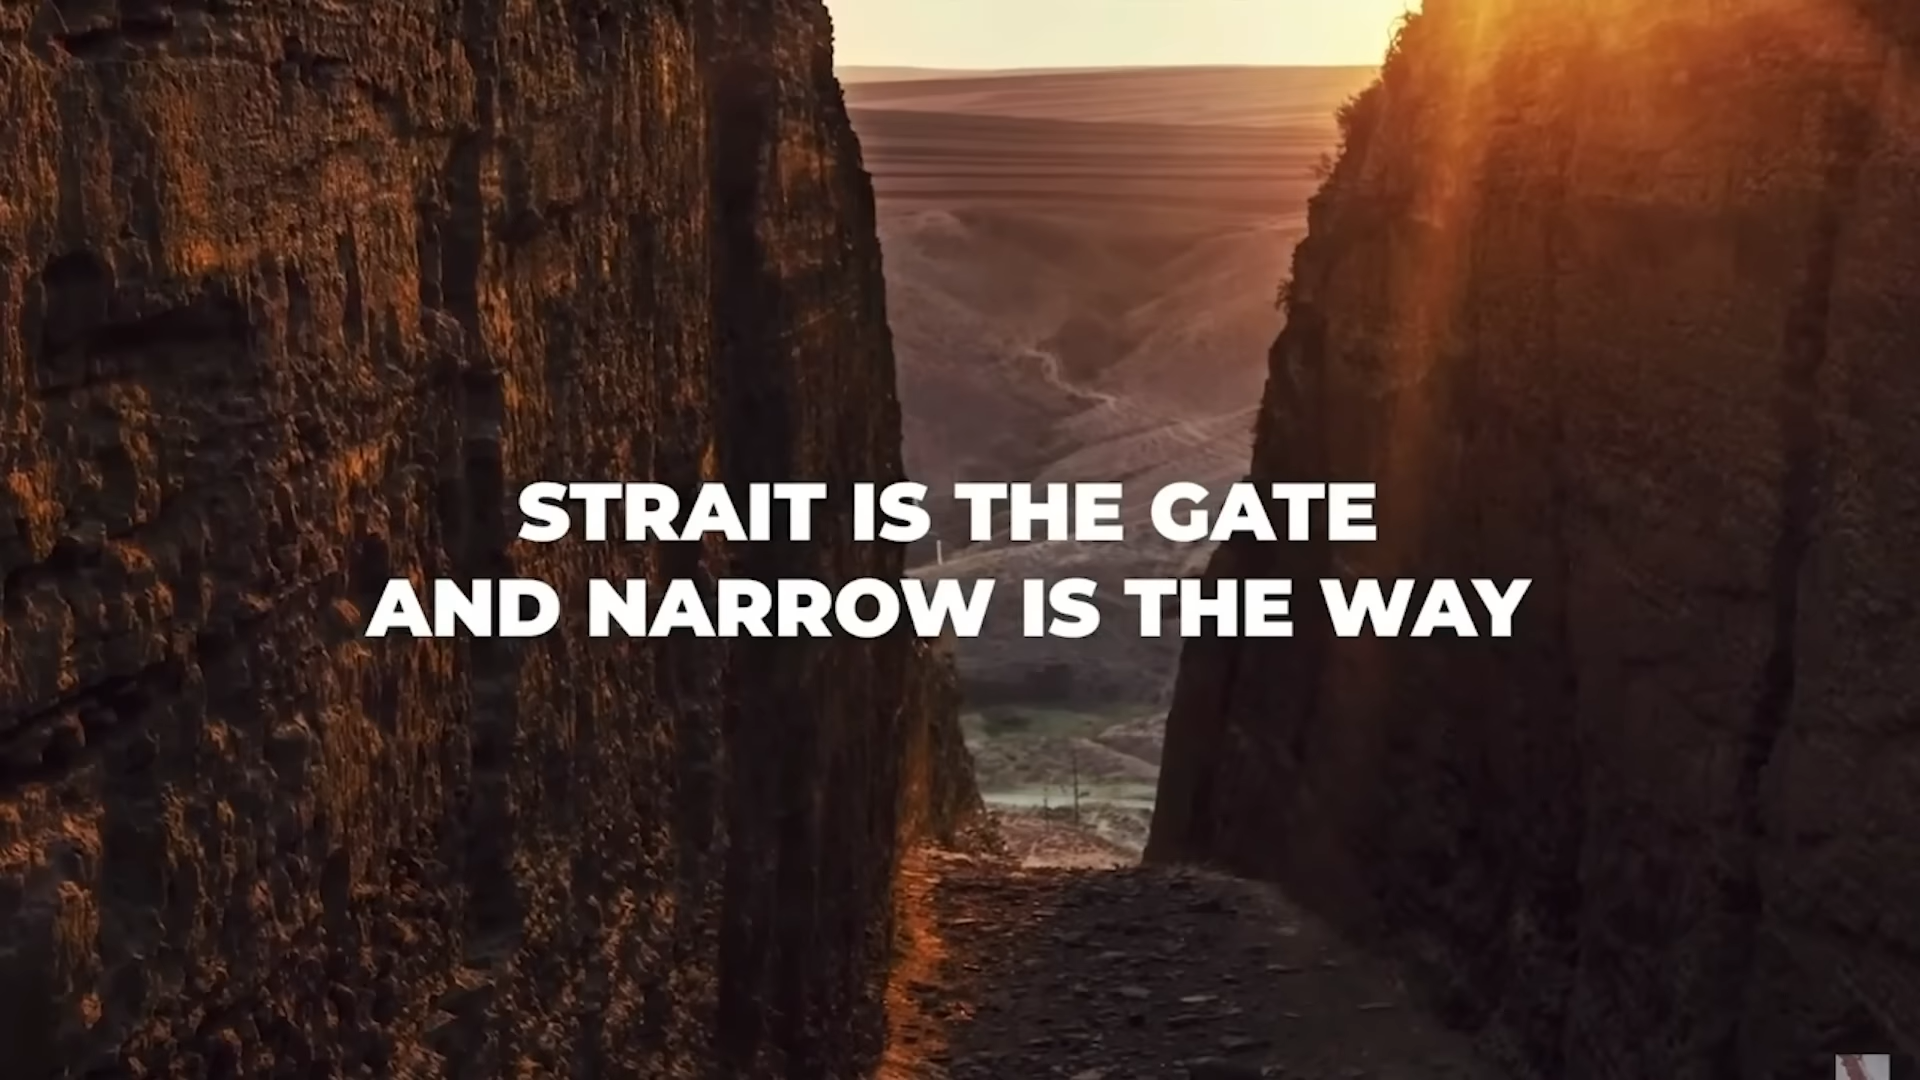 STRAIT IS THE GATE
AND NARROW IS THE WAY